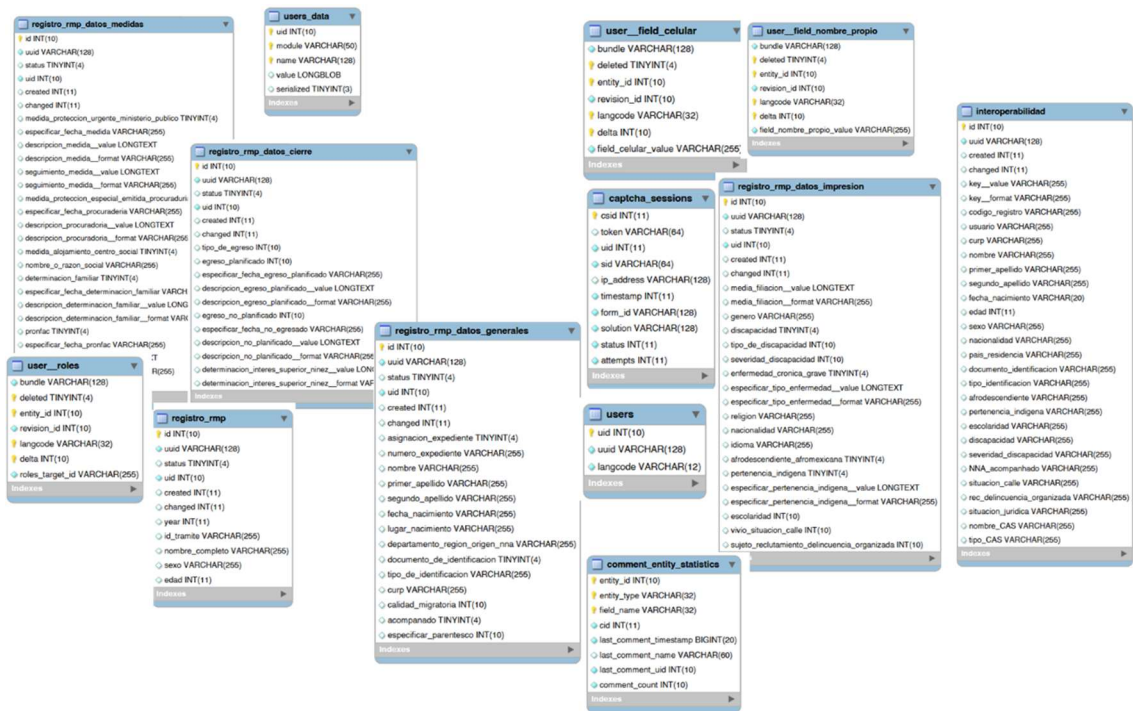 registro_rmp_datos_medidas
id INT(10)
uuid VARCHAR(128)
status TINYINT(4)
uid INT(10)
created INT(11)
changed INT(11)
medida_proteccion_urgente_ministerio_publico TINYINT(4)
especificar_fecha_medida VARCHAR(255)
descripcion_medida__value LONGTEXT
descripcion_medida__format VARCHAR(255)
seguimiento_medida__value LONGTEXT
seguimiento_medida__format VARCHAR(255)
medida_proteccion_especial_emitida_procuraduri
especificar_fecha_procuraderia VARCHAR(255)
descripcion_procuradoria__value LONGTEXT
descripcion_procuradoria__format VARCHAR(255
medida_alojamiento_centro_social TINYINT(4)
nombre_o_razon_social VARCHAR(255)
determinacion_familiar TINYINT(4)
especificar_fecha_determinacion_familiar VARCH
descripcion_determinacion_familiar__value LONG
descripcion_determinacion_familiar__format VARC
pronfac TINYINT(4)
especificar_fecha_pronfac VARCHAR(255)
users_data
uid INT(10)
module VARCHAR(50)
name VARCHAR(128)
value LONGBLOB
serialized TINYINT(3)
Indexes
registro_rmp_datos_cierre
id INT(10)
uuid VARCHAR(128)
status TINYINT(4)
uid INT(10)
created INT(11)
changed INT(11)
tipo_de_egreso INT(10)
egreso_planificado INT(10)
especificar_fecha_egreso_planificado VARCHAR(255)
descripcion_egreso_planificado__value LONGTEXT
descripcion_egreso_planificado__format VARCHAR(255)
egreso_no_planificado INT(10)
especificar_fecha_no_egresado VARCHAR(255)
descripcion_no_planificado__value LONGTEXT
descripcion_no_planificado__format VARCHAR(255)
determinacion_interes_superior_ninez__value LONG
determinacion_interes_superior_ninez__format VAR
Indexes
user__roles
bundle VARCHAR(128)
deleted TINYINT(4)
entity_id INT(10)
revision_id INT(10)
langcode VARCHAR(32)
delta INT(10)
roles_target_id VARCHAR(255)
Indexes
registro_rmp
id INT(10)
uuid VARCHAR(128)
status TINYINT(4)
uid INT(10)
created INT(11)
changed INT(11)
year INT(11)
id_tramite VARCHAR(255)
nombre_completo VARCHAR(255)
sexo VARCHAR(255)
edad INT(11)
Indexes
registro_rmp_datos_generales
id INT(10)
uuid VARCHAR(128)
status TINYINT(4)
uid INT(10)
created INT(11)
changed INT(11)
asignacion_expediente TINYINT(4)
numero_expediente VARCHAR(255)
nombre VARCHAR(255)
primer_apellido VARCHAR(255)
segundo_apellido VARCHAR(255)
fecha_nacimiento VARCHAR(255)
lugar_nacimiento VARCHAR(255)
departamento_region_origen_nna VARCHAR(255)
documento_de_identificacion TINYINT(4)
tipo_de_identificacion VARCHAR(255)
curp VARCHAR(255)
calidad_migratoria INT(10)
acompanado TINYINT(4)
especificar_parentesco INT(10)
Indexes
user__field_celular
bundle VARCHAR(128)
deleted TINYINT(4)
entity_id INT(10)
revision_id INT(10)
langcode VARCHAR(32)
delta INT(10)
field_celular_value VARCHAR(255)
Indexes
user__field_nombre_propio
bundle VARCHAR(128)
deleted TINYINT(4)
entity_id INT(10)
revision_id INT(10)
langcode VARCHAR(32)
delta INT(10)
field_nombre_propio_value VARCHAR(255)
Indexes
captcha_sessions
csid INT(11)
token VARCHAR(64)
uid INT(11)
sid VARCHAR(64)
ip_address VARCHAR(128)
timestamp INT(11)
form_id VARCHAR(128)
solution VARCHAR(128)
status INT(11)
attempts INT(11)
Indexes
users
uid INT(10)
uuid VARCHAR(128)
langcode VARCHAR(12)
Indexes
comment_entity_statistics
entity_id INT(10)
entity_type VARCHAR(32)
field_name VARCHAR(32)
cid INT(11)
last_comment_timestamp BIGINT(20)
last_comment_name VARCHAR(60)
last_comment_uid INT(10)
comment_count INT(10)
Indexes
registro_rmp_datos_impresion
id INT(10)
uuid VARCHAR(128)
status TINYINT(4)
uid INT(10)
created INT(11)
changed INT(11)
media_filiacion__value LONGTEXT
media_filiacion__format VARCHAR(255)
genero VARCHAR(255)
discapacidad TINYINT(4)
tipo_de_discapacidad INT(10)
severidad_discapacidad INT(10)
enfermedad_cronica_grave TINYINT(4)
especificar_tipo_enfermedad__value LONGTEXT
especificar_tipo_enfermedad__format VARCHAR(255)
religion VARCHAR(255)
nacionalidad VARCHAR(255)
idioma VARCHAR(255)
afrodescendiente_afromexicana TINYINT(4)
pertenencia_indigena TINYINT(4)
especificar_pertenencia_indigena__value LONGTEXT
especificar_pertenencia_indigena__format VARCHAR(255)
escolaridad INT(10)
vivio_situacion_calle INT(10)
sujeto_reclutamiento_delincuencia_organizada INT(10)
Indexes
interoperabilidad
id INT(10)
uuid VARCHAR(128)
created INT(11)
changed INT(11)
key__value VARCHAR(255)
key__format VARCHAR(255)
codigo_registro VARCHAR(255)
usuario VARCHAR(255)
curp VARCHAR(255)
nombre VARCHAR(255)
primer_apellido VARCHAR(255)
segundo_apellido VARCHAR(255)
fecha_nacimiento VARCHAR(20)
edad INT(11)
sexo VARCHAR(255)
nacionalidad VARCHAR(255)
pais_residencia VARCHAR(255)
documento_identificacion VARCHAR(255)
tipo_identificacion VARCHAR(255)
afrodescendiente VARCHAR(255)
pertenencia_indigena VARCHAR(255)
escolaridad VARCHAR(255)
discapacidad VARCHAR(255)
severidad_discapacidad VARCHAR(255)
NNA_acompanhado VARCHAR(255)
situacion_calle VARCHAR(255)
rec_delincuencia_organizada VARCHAR(255)
situacion_juridica VARCHAR(255)
nombre_CAS VARCHAR(255)
tipo_CAS VARCHAR(255)
Indexes